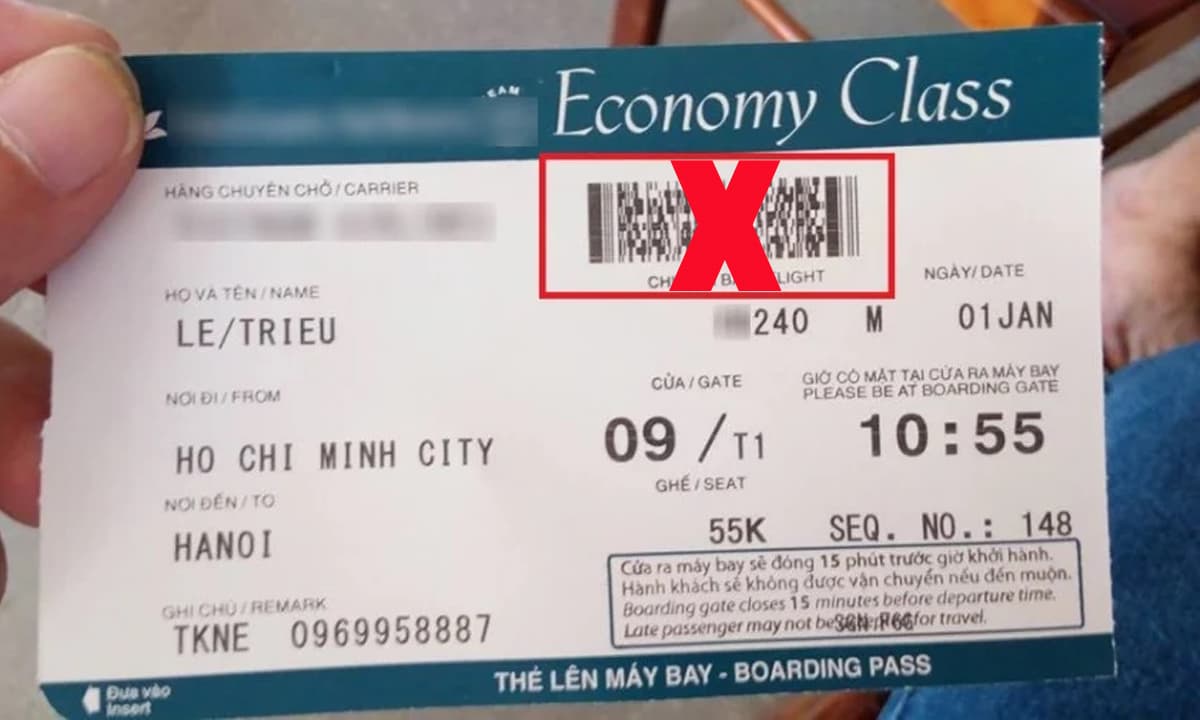 EAM
Economy Class
HÃNG CHUYÊN CHỞ / CARRIER
X
NGÀY/ DATE
HỌ VÀ TÊN / NAME
LE/TRIEU
240 M 01JAN
NƠI ĐI / FROM
HO CHI MINH CITY
CỬA / GATE
09 / T1
GIỜ CÓ MẶT TẠI CỬA RA MÁY BAY
PLEASE BE AT BOARDING GATE
10:55
NƠI ĐẾN / TO
HANOI
GHẾ / SEAT
55K SEQ. NO.: 148
Cửa ra máy bay sẽ đóng 15 phút trước giờ khởi hành.
Hành khách sẽ không được vận chuyển nếu đến muộn.
Boarding gate closes 15 minutes before departure time.
Late passenger may not be for travel.
GHI CHÚ / REMARK
TKNE 0969958887
THẺ LÊN MÁY BAY - BOARDING PASS
Đưa vào
Insert